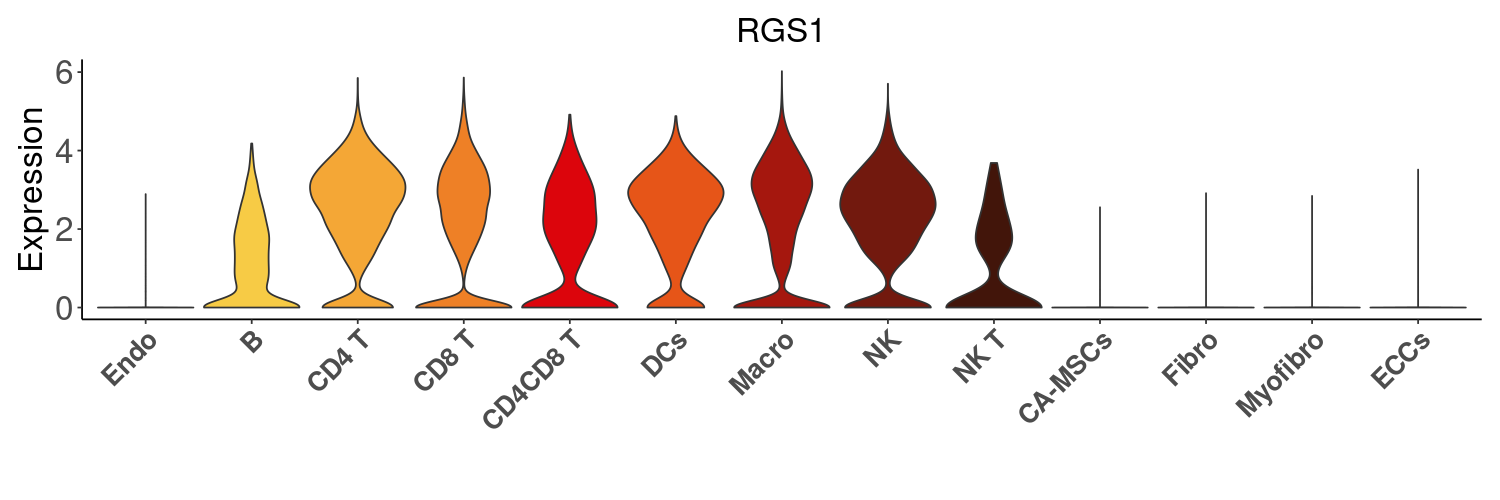 RGS1
Expression
6
4
2
0
Endo
B
CD4 T
CD8 T
CD4CD8 T
DCs
Macro
NK
NK T
CA-MSCs
Fibro
Myofibro
ECCs